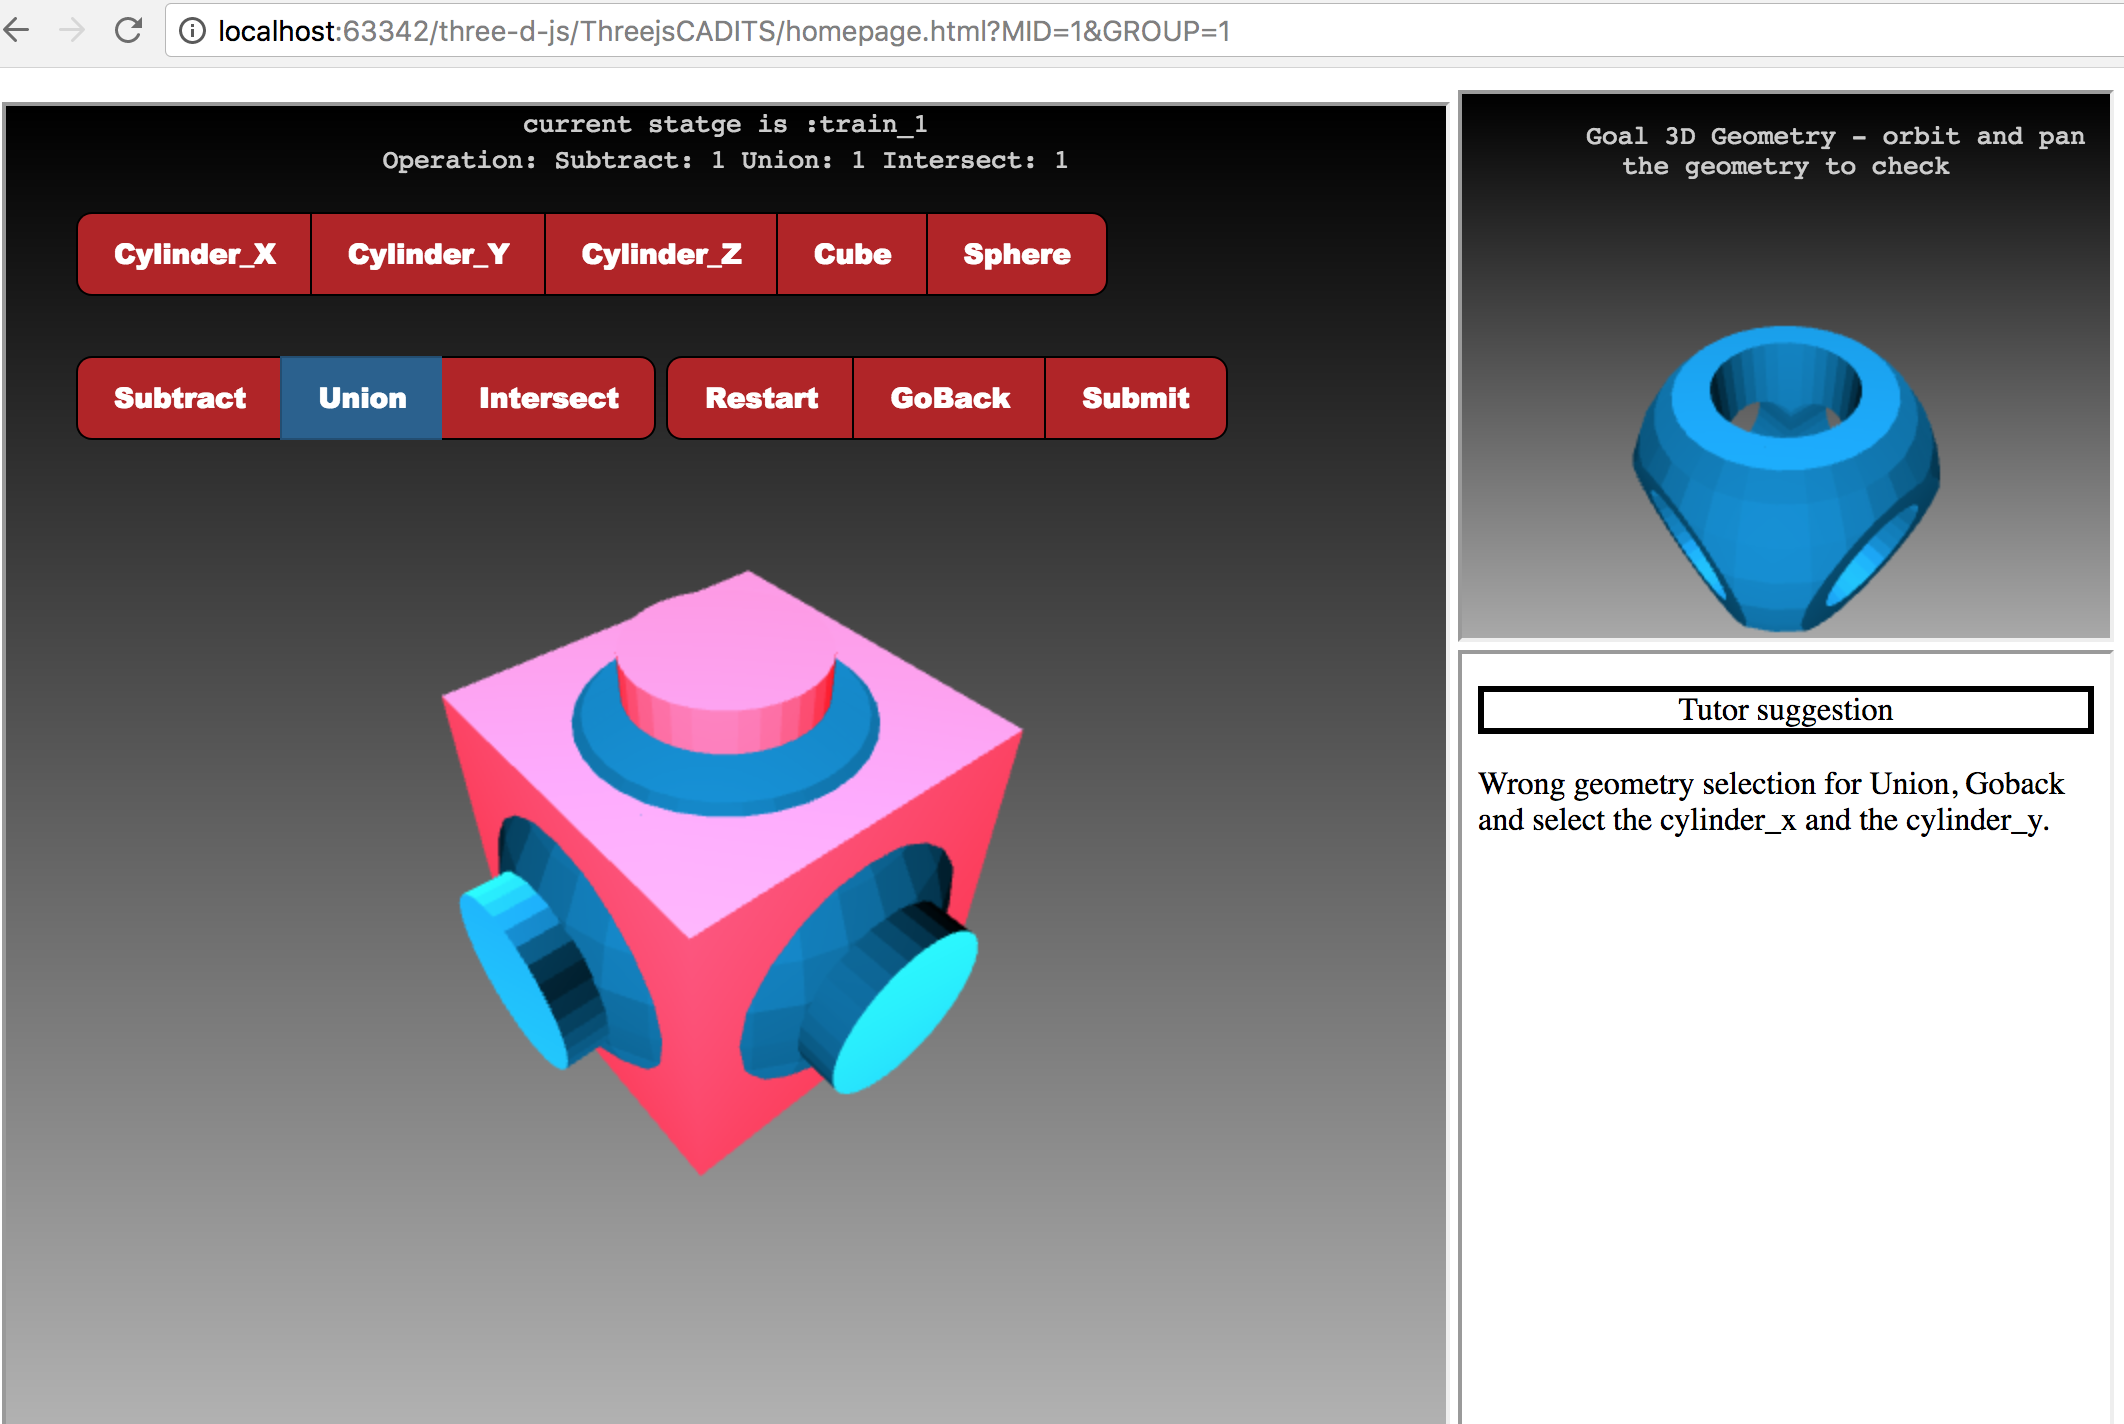 localhost:63342/three-d-js/ThreejsCADITS/homepage.html?MID=1&GROUP=1
current statge is :train_1
Operation: Subtract: 1 Union: 1 Intersect: 1
Cylinder_X Cylinder_Y Cylinder_Z Cube Sphere
Subtract Union Intersect Restart GoBack Submit
Goal 3D Geometry - orbit and pan
the geometry to check
Tutor suggestion
Wrong geometry selection for Union, Goback
and select the cylinder_x and the cylinder_y.